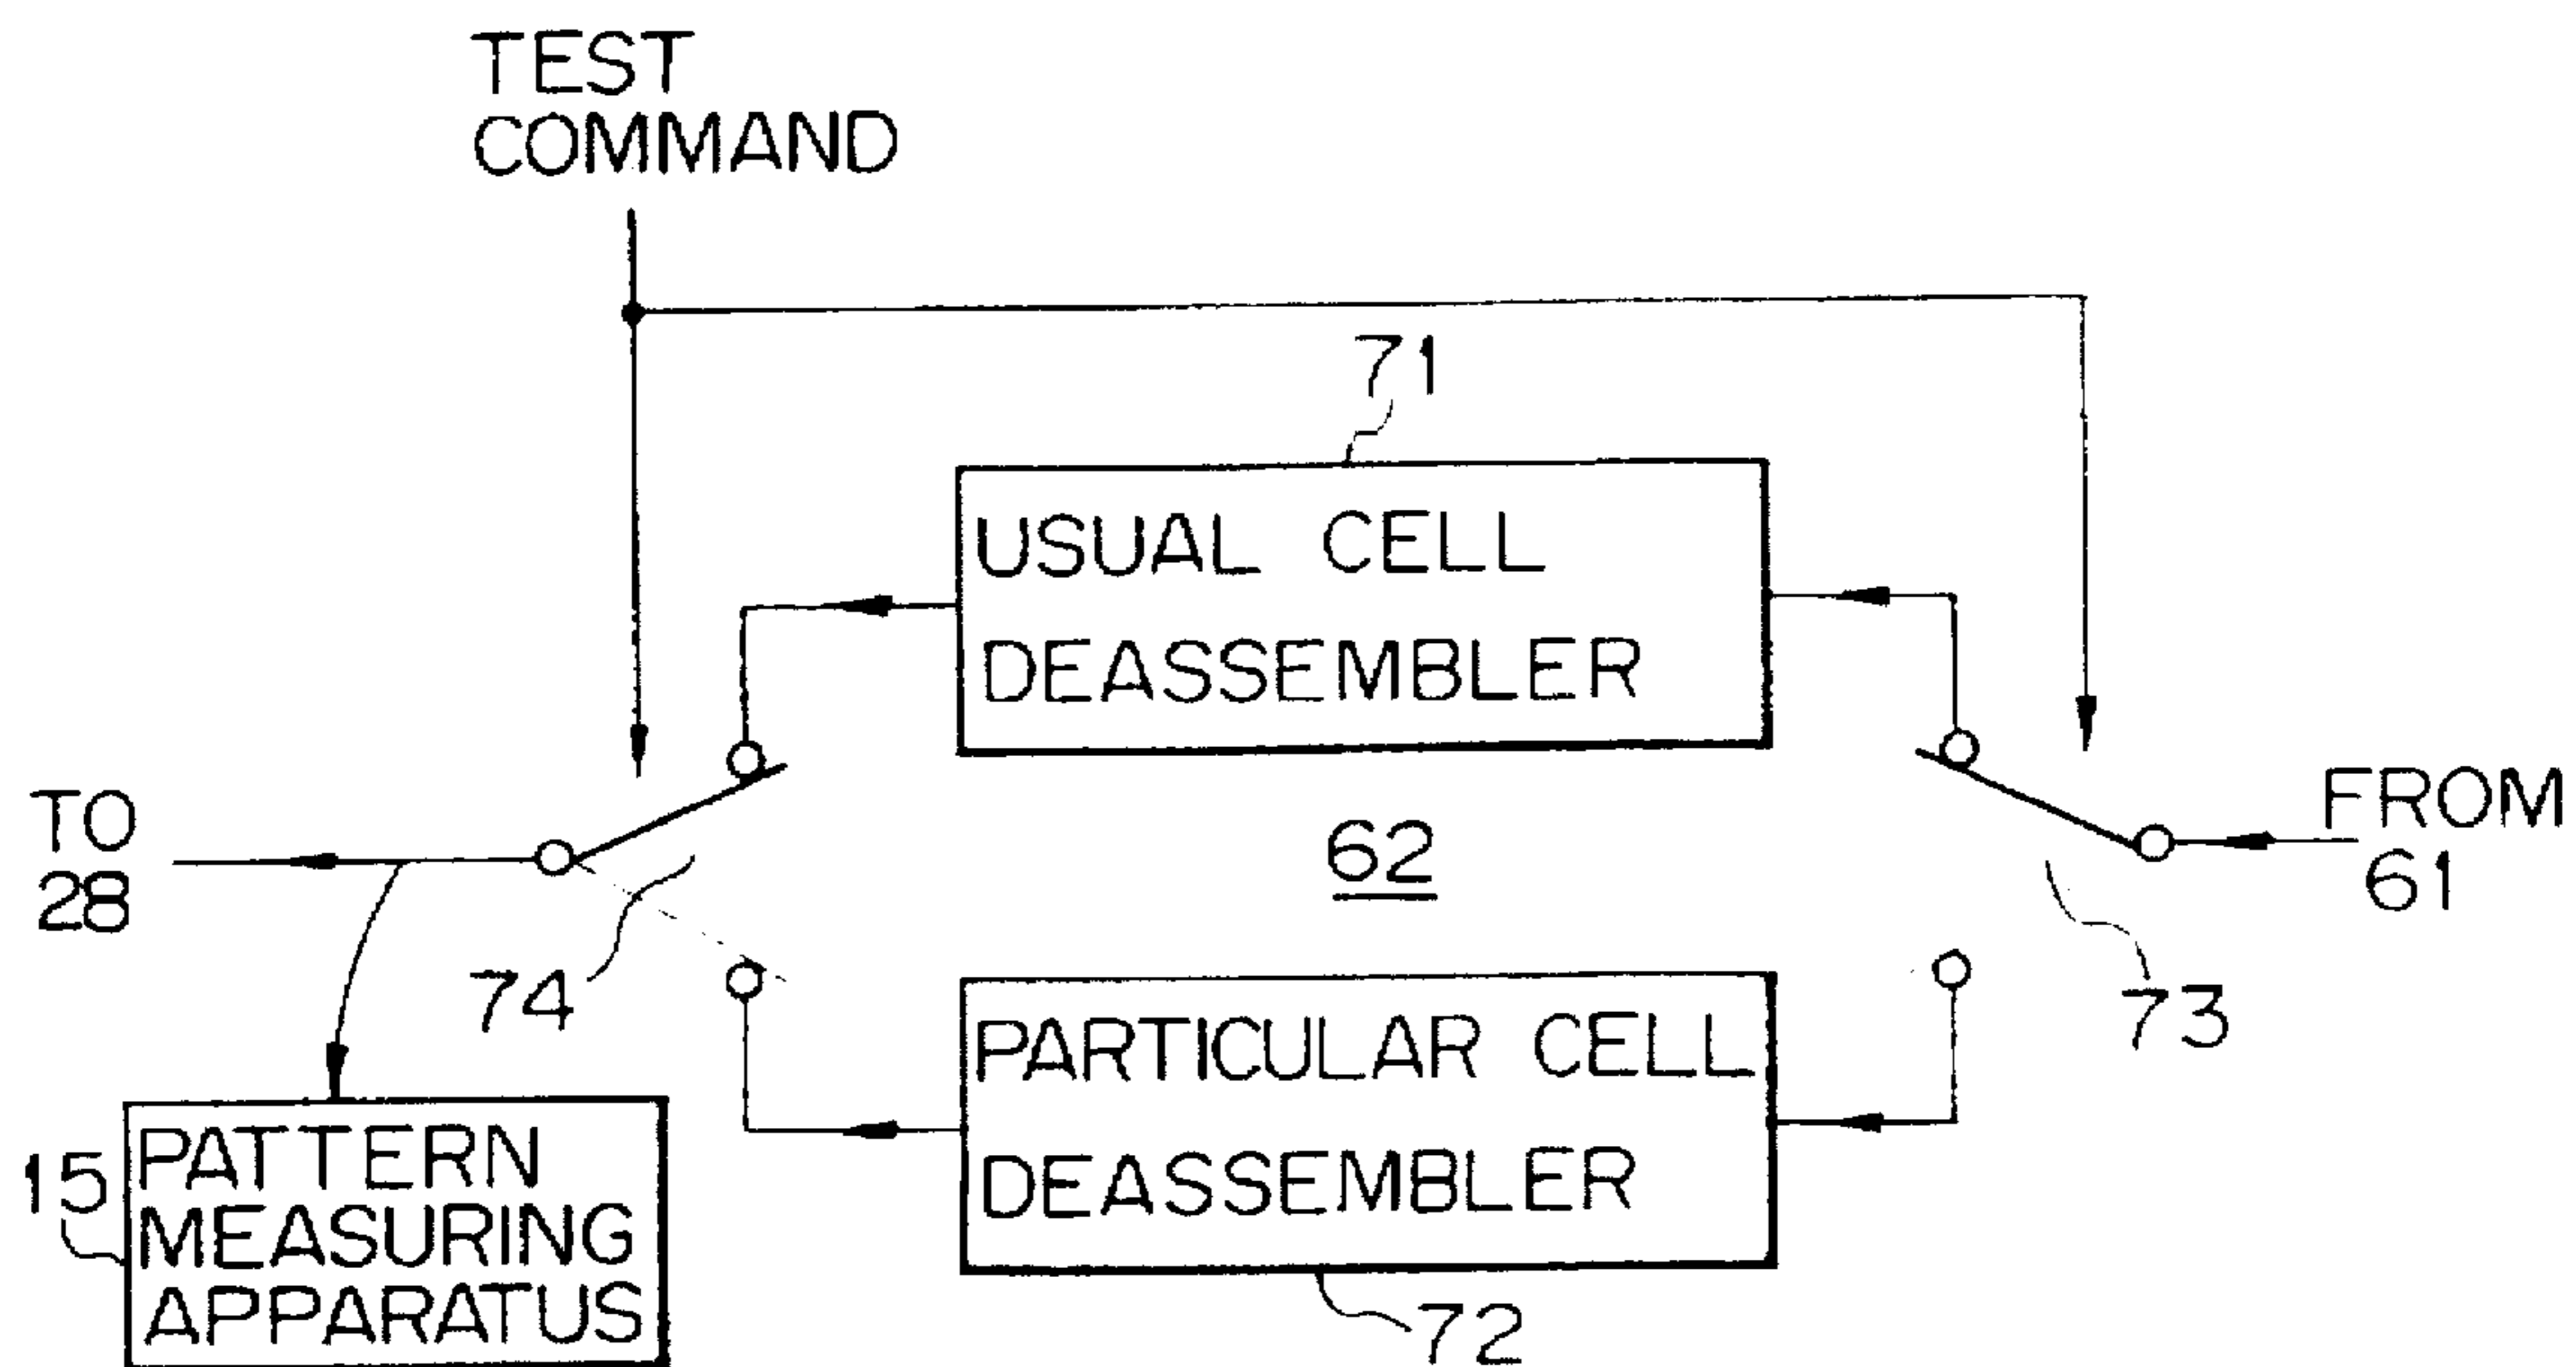 TEST
COMMAND
71
USUAL CELL
DEASSEMBLER
TO
28
62
FROM
61
74
73
PARTICULAR CELL
DEASSEMBLER
15
PATTERN
MEASURING
APPARATUS
72